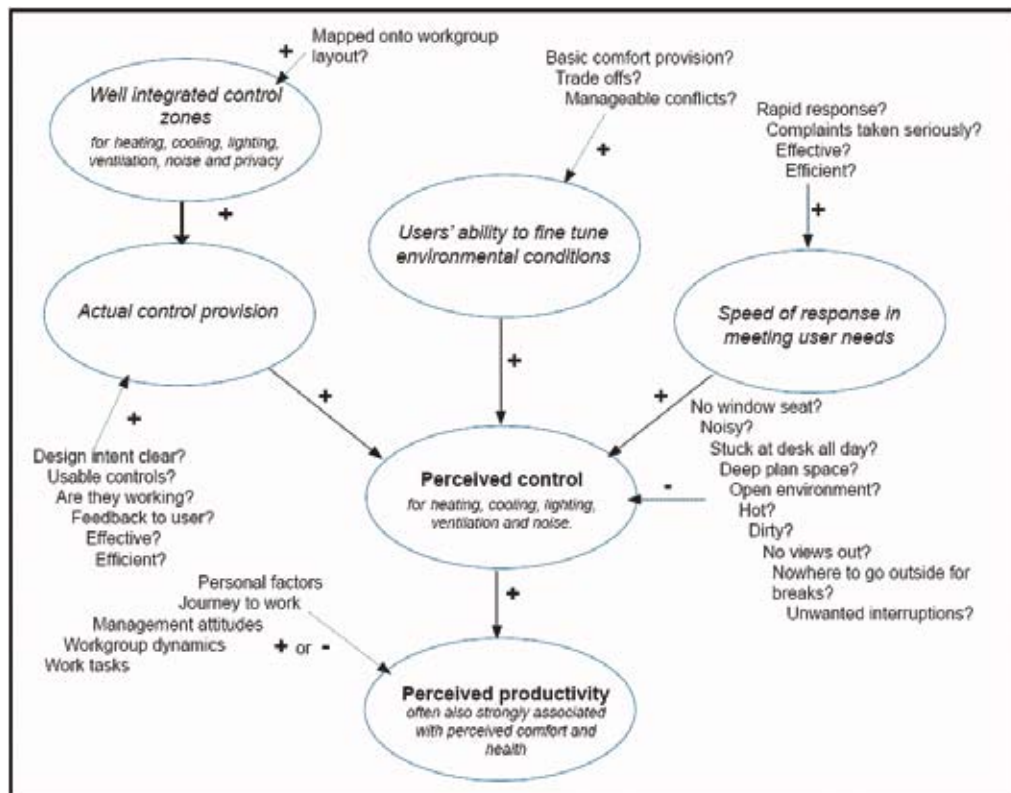 +
Mapped onto workgroup
layout?
Well integrated control
zones
for heating, cooling, lighting,
ventilation, noise and privacy
+
Actual control provision
+
Design intent clear?
Usable controls?
Are they working?
Feedback to user?
Effective?
Efficient?
+
Basic comfort provision?
Trade offs?
Manageable conflicts?
+
Users' ability to fine tune
environmental conditions
+
Rapid response?
Complaints taken seriously?
Effective?
Efficient?
+
Speed of response in
meeting user needs
+
No window seat?
Noisy?
Stuck at desk all day?
Deep plan space?
Open environment?
Hot?
Dirty?
No views out?
Nowhere to go outside for
breaks?
Unwanted interruptions?
-
Perceived control
for heating, cooling, lighting,
ventilation and noise.
+
Personal factors
Journey to work
Management attitudes
Workgroup dynamics
Work tasks
+ or -
Perceived productivity
often also strongly associated
with perceived comfort and
health